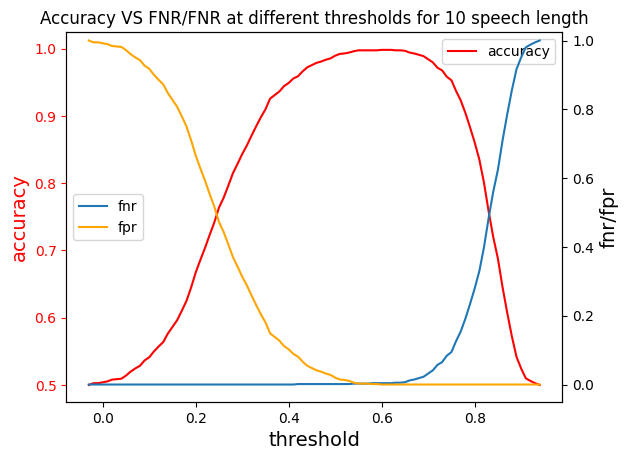 Accuracy VS FNR/FNR at different thresholds for 10 speech length
accuracy
1.0
0.9
0.8
0.7
0.6
0.5
accuracy
fnr
fpr
1.0
0.8
0.6
0.4
0.2
0.0
fnr/fpr
0.0 0.2 0.4 0.6 0.8
threshold